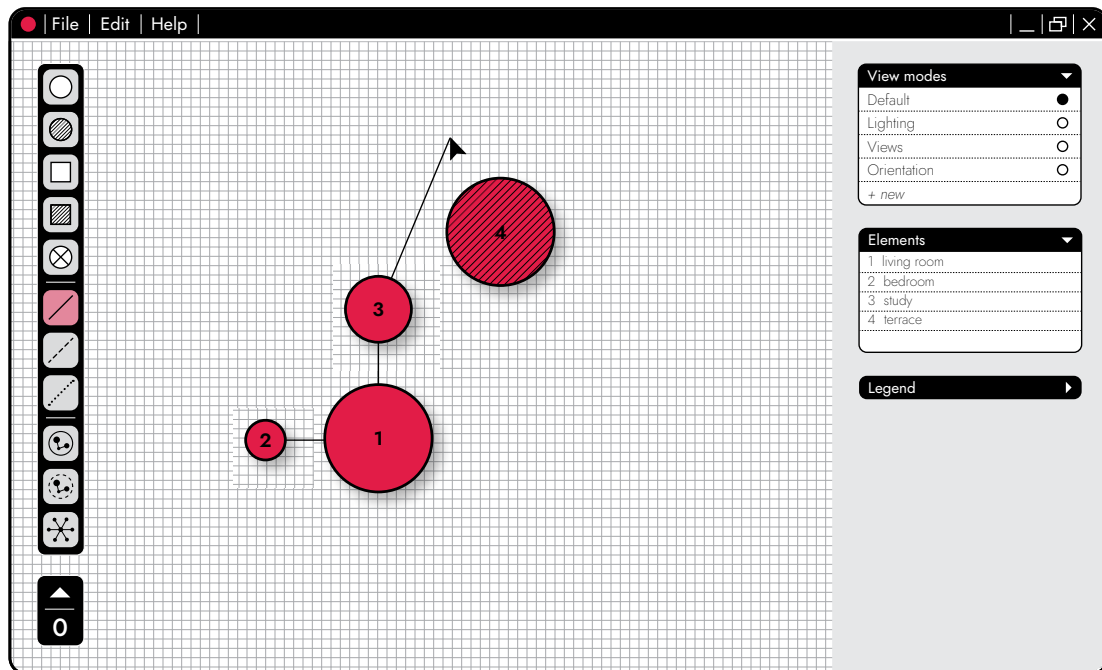 File | Edit | Help
View modes
Default
Lighting
Views
Orientation
+ new
4
Elements
1 living room
2 bedroom
3 study
4 terrace
3
Legend
2
1
0